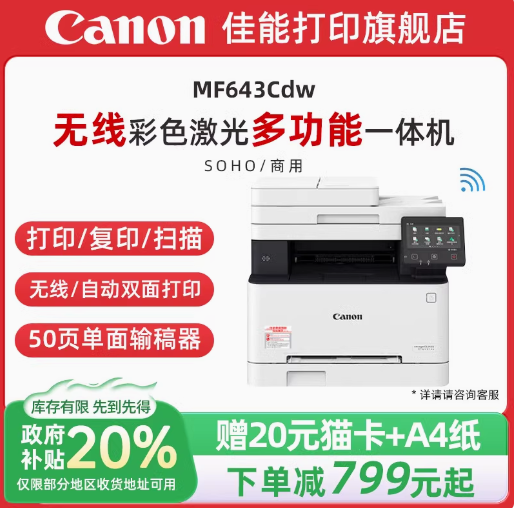 Canon 佳能打印旗舰店
MF643Cdw
无线彩色激光多功能一体机
SOHO/商用
打印/复印/扫描
无线/自动双面打印
50页单面输稿器
Canon
* 详请请咨询客服
库存有限 先到先得
政府补贴20%
仅限部分地区收货地址可用
赠20元猫卡+A4纸
下单减799元起